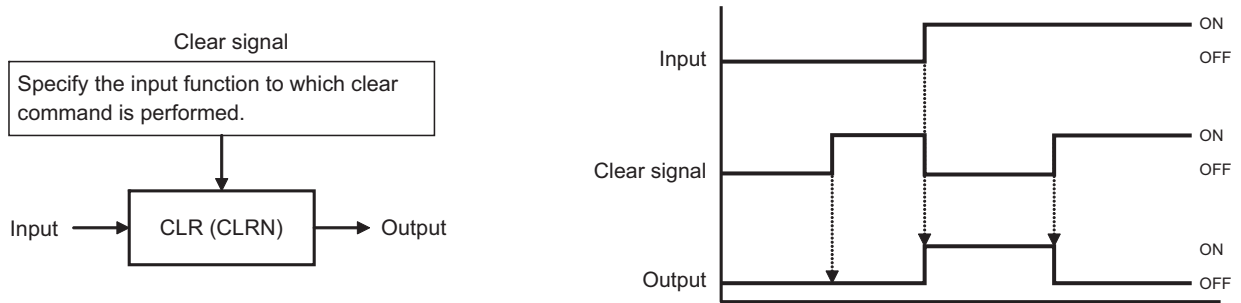 Clear signal
Specify the input function to which clear
command is performed.
Input
CLR (CLRN)
Output
Input
ON
OFF
Clear signal
ON
OFF
Output
ON
OFF